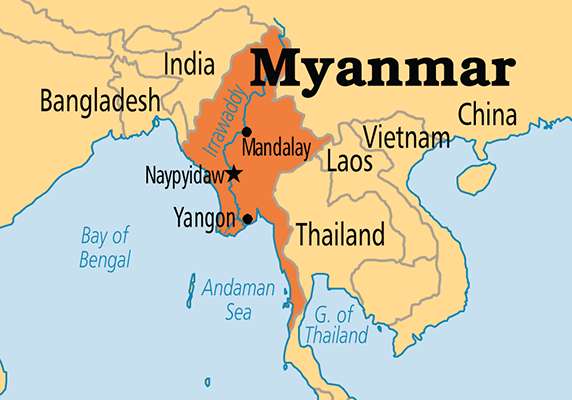 Myanmar
India
Bangladesh
China
Vietnam
Irrawaddy
Mandalay
Laos
Naypyidaw
Yangon
Thailand
Bay of
Bengal
Andaman
Sea
G. of
Thailand